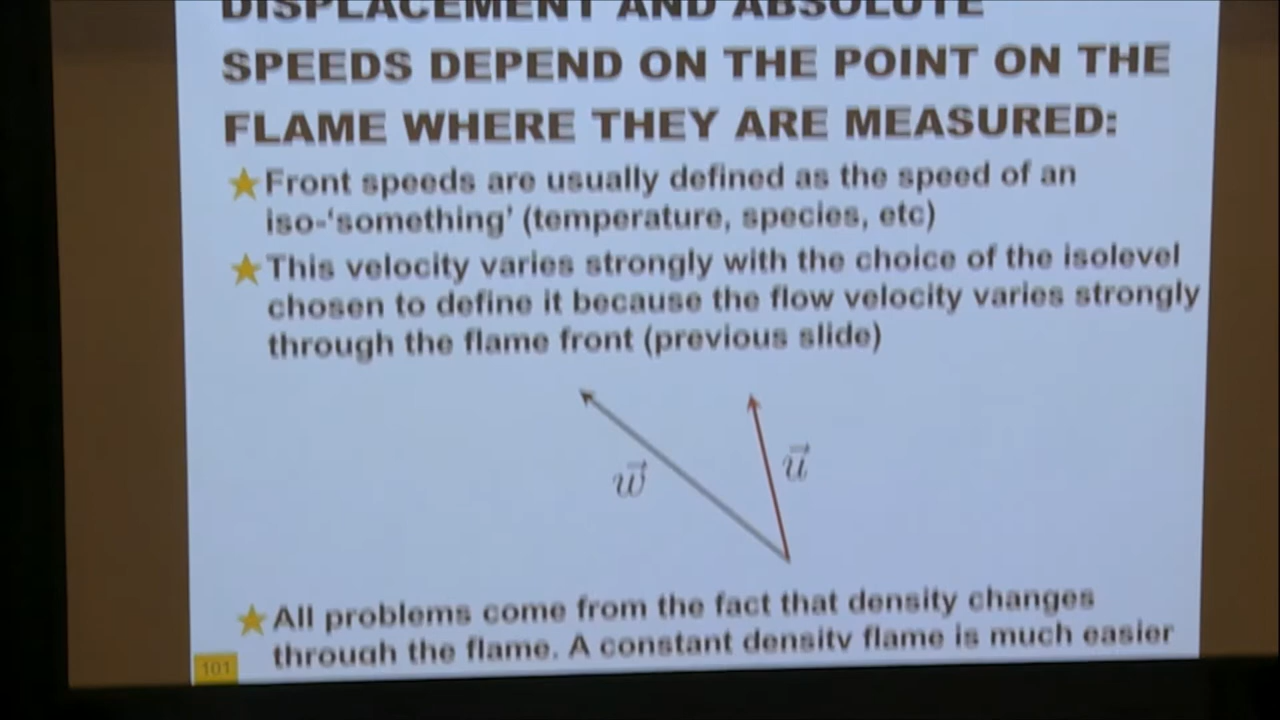 DISPLACEMENT AND ABSOLUTE
SPEEDS DEPEND ON THE POINT ON THE
FLAME WHERE THEY ARE MEASURED:
Front speeds are usually defined as the speed of an
iso-‘something’ (temperature, species, etc)
This velocity varies strongly with the choice of the isolevel
chosen to define it because the flow velocity varies strongly
through the flame front (previous slide)
w⃗
u⃗
All problems come from the fact that density changes
through the flame. A constant density flame is much easier
101